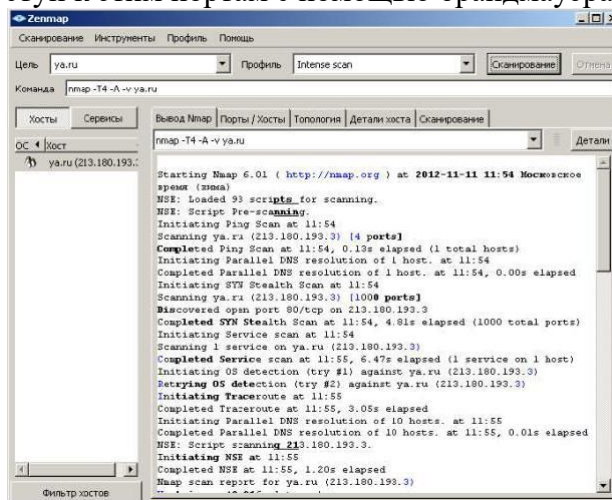 ступ к этим портам с помощью брандмауэра
Zenmap
Сканирование Инструменты Профиль Помощь
Цель ya.ru Профиль Intense scan Сканирование Отмена
Команда nmap -T4 -A -v ya.ru
Хосты Сервисы Вывод Nmap Порты / Хосты Топология Детали хоста Сканирование
ОС Хост nmap -T4 -A -v ya.ru Детали
ya.ru (213.180.193.:
Starting Nmap 6.01 ( http://nmap.org ) at 2012-11-11 11:54 Московское
время (зима)
NSE: Loaded 93 scripts for scanning.
NSE: Script Pre-scanning.
Initiating Ping Scan at 11:54
Scanning ya.ru (213.180.193.3) [4 ports]
Completed Ping Scan at 11:54, 0.13s elapsed (1 total hosts)
Initiating Parallel DNS resolution of 1 host. at 11:54
Completed Parallel DNS resolution of 1 host. at 11:54, 0.00s elapsed
Initiating SYN Stealth Scan at 11:54
Scanning ya.ru (213.180.193.3) [1000 ports]
Discovered open port 80/tcp on 213.180.193.3
Completed SYN Stealth Scan at 11:54, 4.81s elapsed (1000 total ports)
Initiating Service scan at 11:54
Scanning 1 service on ya.ru (213.180.193.3)
Completed Service scan at 11:55, 6.47s elapsed (1 service on 1 host)
Initiating OS detection (try #1) against ya.ru (213.180.193.3)
Retrying OS detection (try #2) against ya.ru (213.180.193.3)
Initiating Traceroute at 11:55
Completed Traceroute at 11:55, 3.05s elapsed
Initiating Parallel DNS resolution of 10 hosts. at 11:55
Completed Parallel DNS resolution of 10 hosts. at 11:55, 0.01s elapsed
NSE: Script scanning 213.180.193.3.
Initiating NSE at 11:55
Completed NSE at 11:55, 1.20s elapsed
Nmap scan report for ya.ru (213.180.193.3)
Фильтр хостов